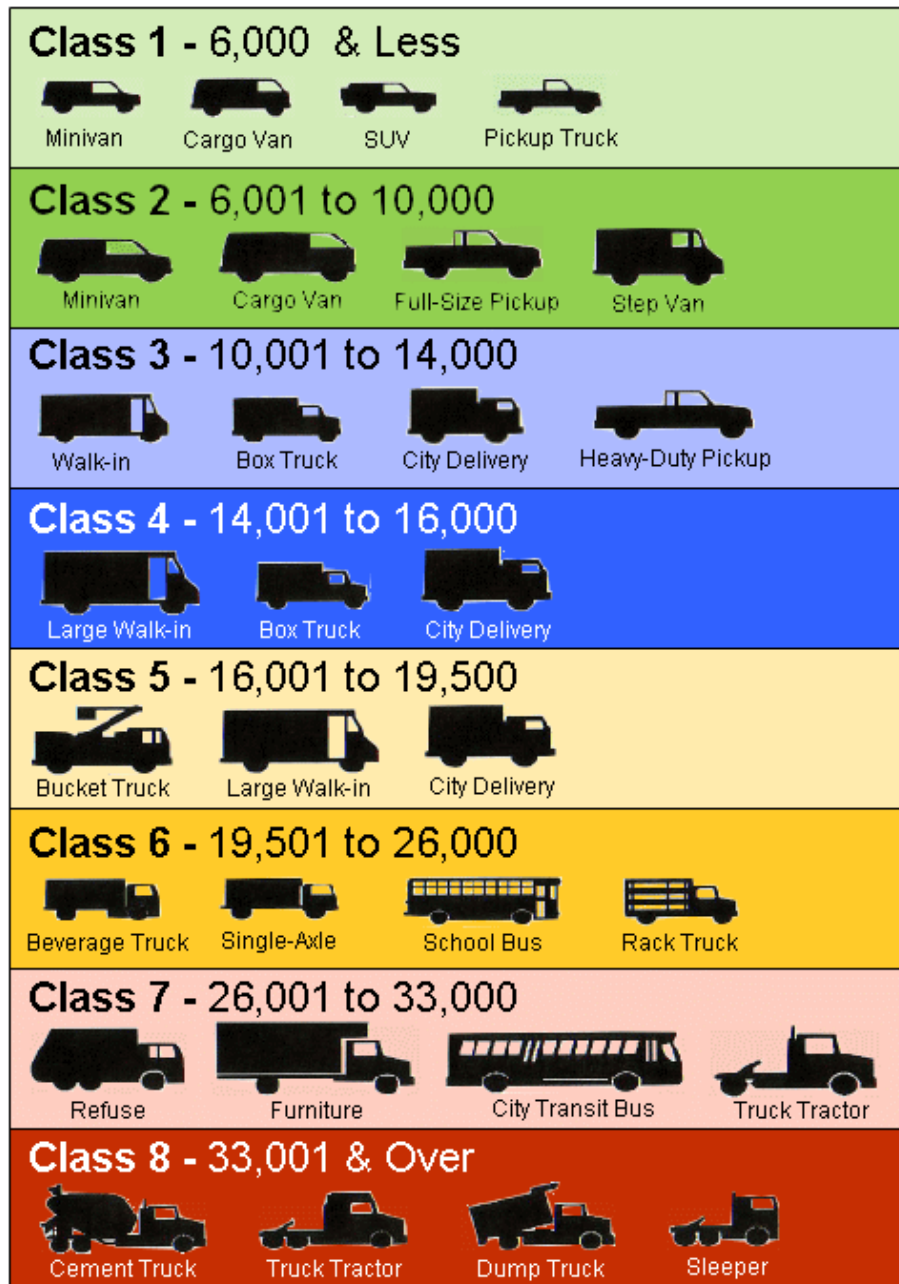 Class 1 - 6,000 & Less
Minivan Cargo Van SUV Pickup Truck
Class 2 - 6,001 to 10,000
Minivan Cargo Van Full-Size Pickup Step Van
Class 3 - 10,001 to 14,000
Walk-in Box Truck City Delivery Heavy-Duty Pickup
Class 4 - 14,001 to 16,000
Large Walk-in Box Truck City Delivery
Class 5 - 16,001 to 19,500
Bucket Truck Large Walk-in City Delivery
Class 6 - 19,501 to 26,000
Beverage Truck Single-Axle School Bus Rack Truck
Class 7 - 26,001 to 33,000
Refuse Furniture City Transit Bus Truck Tractor
Class 8 - 33,001 & Over
Cement Truck Truck Tractor Dump Truck Sleeper